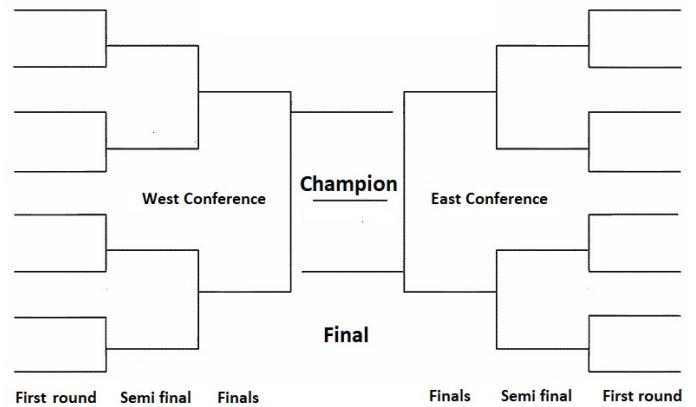 Champion
West Conference
East Conference
Final
First round Semi final Finals
Finals Semi final First round